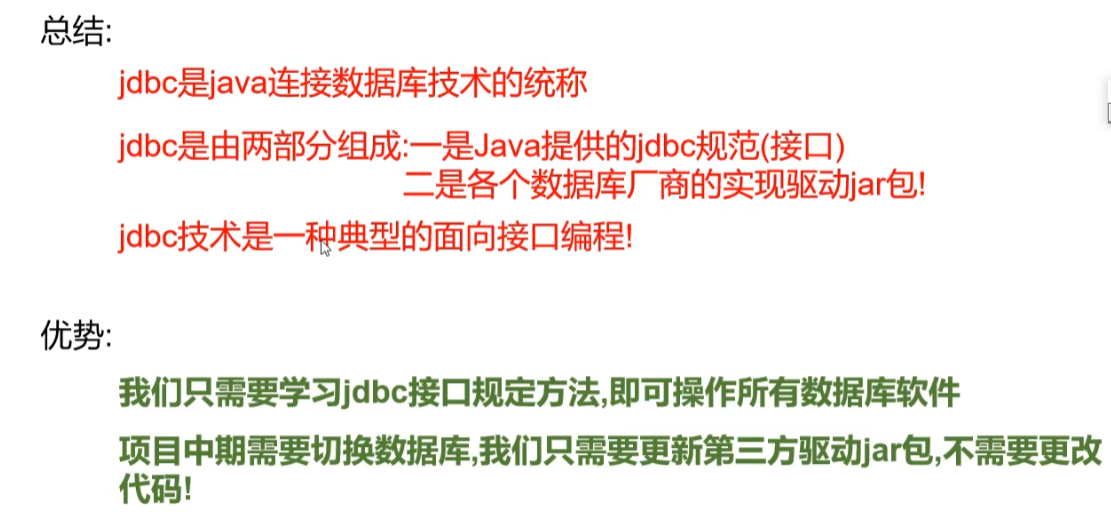 总结:
jdbc是java连接数据库技术的统称
jdbc是由两部分组成:一是Java提供的jdbc规范(接口)
二是各个数据库厂商的实现驱动jar包!
jdbc技术是一种典型的面向接口编程!
优势:
我们只需要学习jdbc接口规定方法,即可操作所有数据库软件
项目中期需要切换数据库,我们只需要更新第三方驱动jar包,不需要更改
代码!